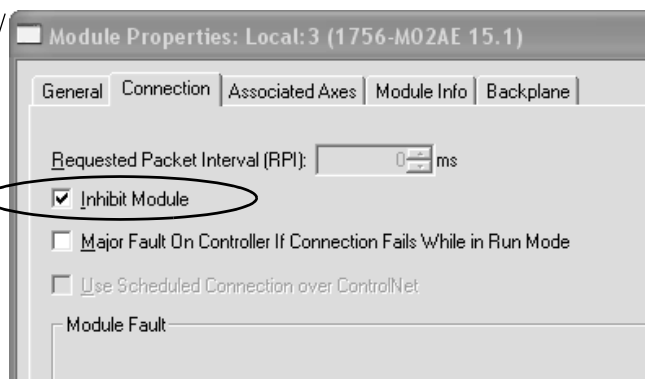 Module Properties: Local:3 (1756-M02AE 15.1)
General Connection Associated Axes Module Info Backplane
Requested Packet Interval (RPI): 0 ms
Inhibit Module
Major Fault On Controller If Connection Fails While in Run Mode
Use Scheduled Connection over ControlNet
Module Fault